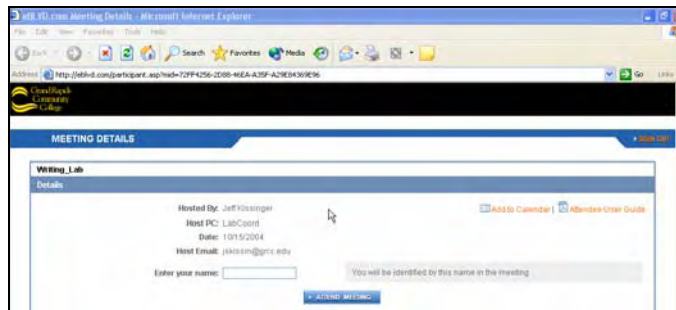 eBLVD.com Meeting Details - Microsoft Internet Explorer
File Edit View Favorites Tools Help
Back Search Favorites Media
Address http://eblvd.com/participant.asp?mid=72FF4256-2D88-46EA-A35F-A29E84369E96 Go Links
Grand Rapids
Community
College
MEETING DETAILS
Writing_Lab
Details
Hosted By: Jeff Kissinger Add to Calendar | Attendee User Guide
Host PC: LabCoord
Date: 10/15/2004
Host Email: jkissin@grcc.edu
Enter your name: You will be identified by this name in the meeting
ATTEND MEETING